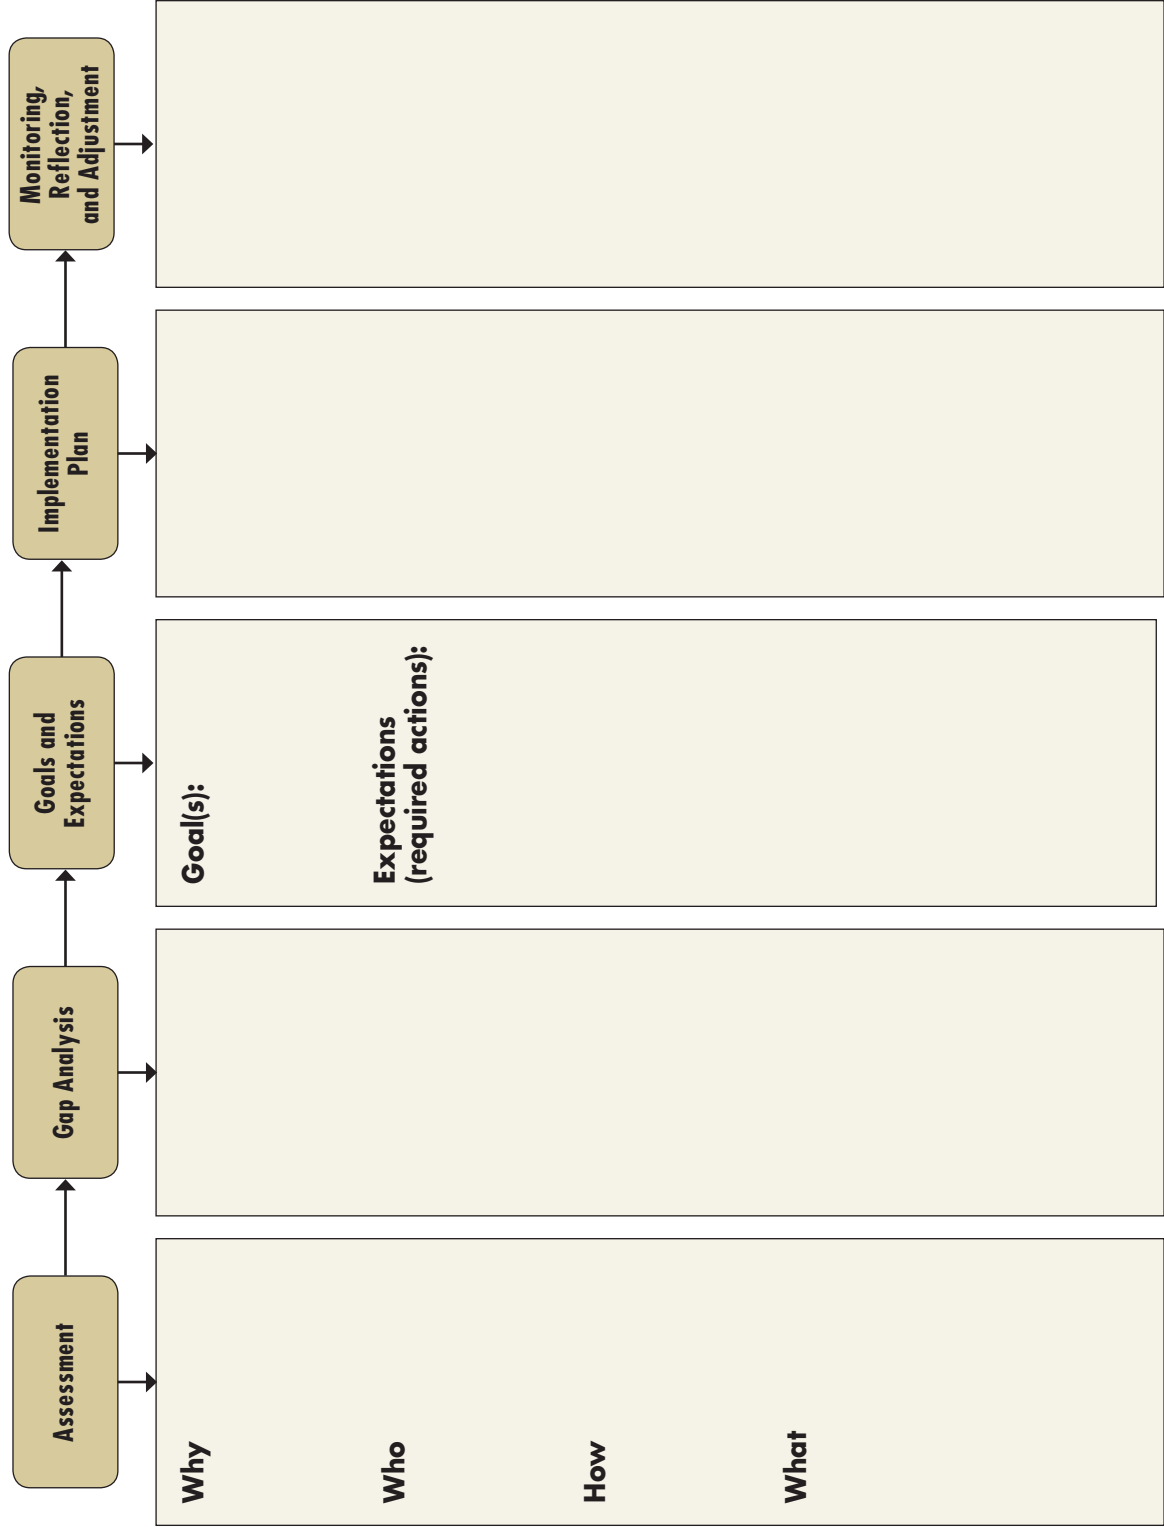 Assessment
Gap Analysis
Goals and
Expectations
Implementation
Plan
Monitoring,
Reflection,
and Adjustment
Why
Who
How
What
Goal(s):
Expectations
(required actions):